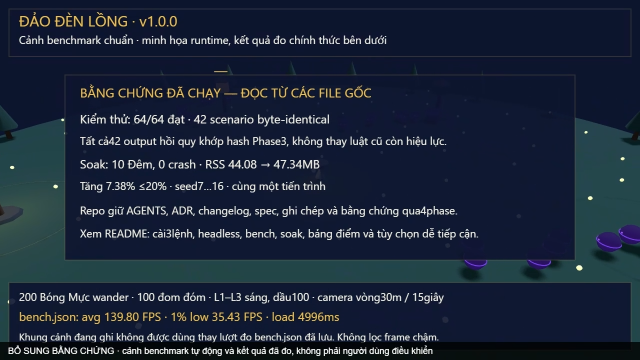 ĐẢO ĐÈN LỒNG · v1.0.0
Cảnh benchmark chuẩn · minh họa runtime, kết quả đo chính thức bên dưới
BẰNG CHỨNG ĐÃ CHẠY — ĐỌC TỪ CÁC FILE GỐC
Kiểm thử: 64/64 đạt · 42 scenario byte-identical
Tất cả42 output hồi quy khớp hash Phase3, không thay luật cũ còn hiệu lực.
Soak: 10 Đêm, 0 crash · RSS 44.08 → 47.34MB
Tăng 7.38% ≤20% · seed7…16 · cùng một tiến trình
Repo giữ AGENTS, ADR, changelog, spec, ghi chép và bằng chứng qua4phase.
Xem README: cài3lệnh, headless, bench, soak, bảng điểm và tùy chọn dễ tiếp cận.
200 Bóng Mực wander · 100 đom đóm · L1–L3 sáng, dầu100 · camera vòng30m / 15giây
bench.json: avg 139.80 FPS · 1% low 35.43 FPS · load 4996ms
Khung cảnh đang ghi không được dùng thay lượt đo bench.json đã lưu. Không lọc frame chậm.
BỔ SUNG BẰNG CHỨNG · cảnh benchmark tự động và kết quả đã đo, không phải người dùng điều khiển